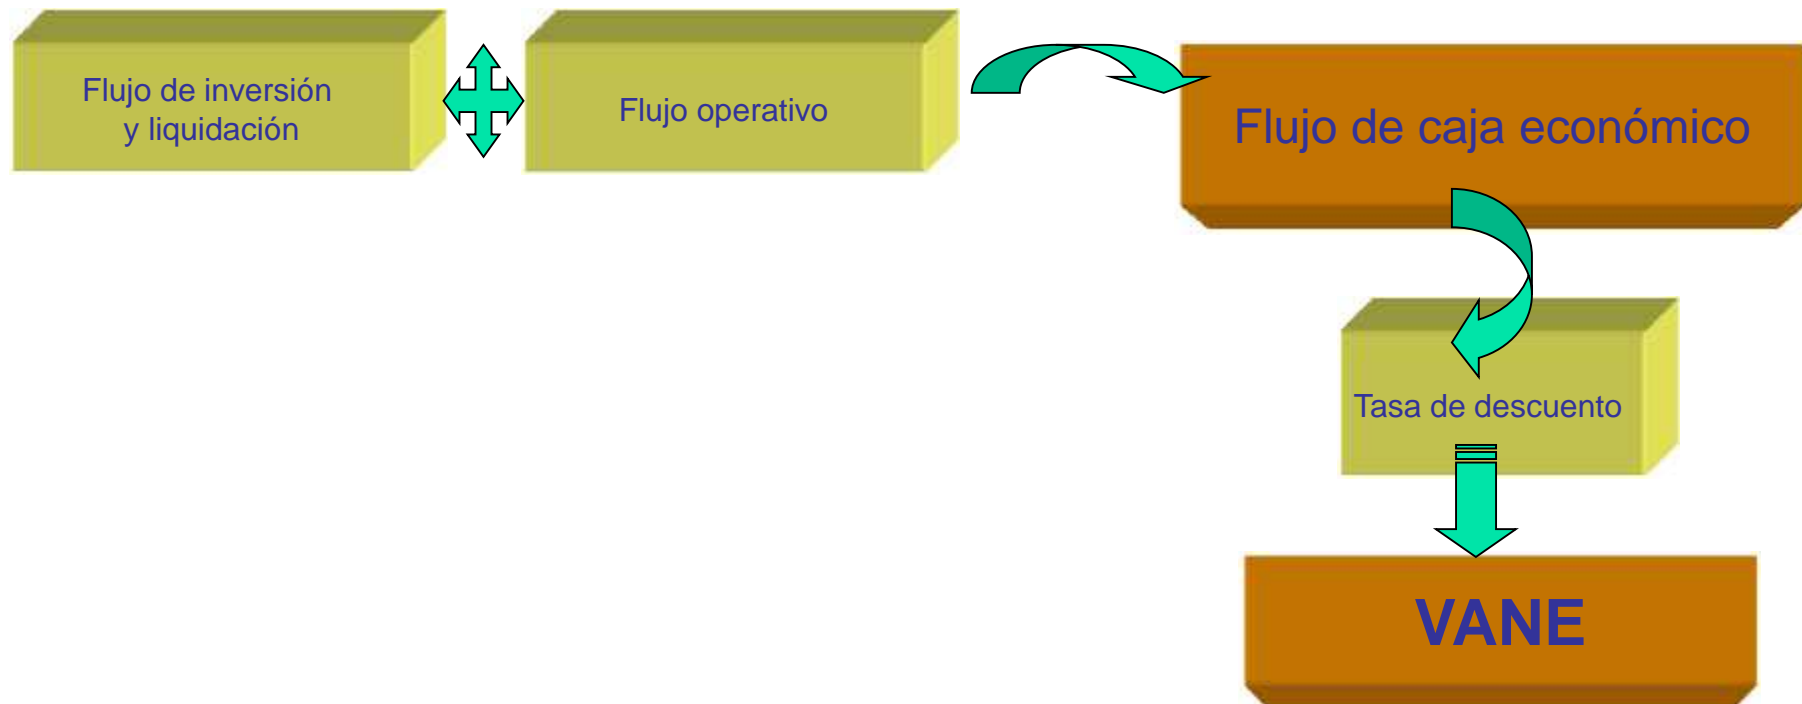 Flujo de inversión
y liquidación
Flujo operativo
Flujo de caja económico
Tasa de descuento
VANE